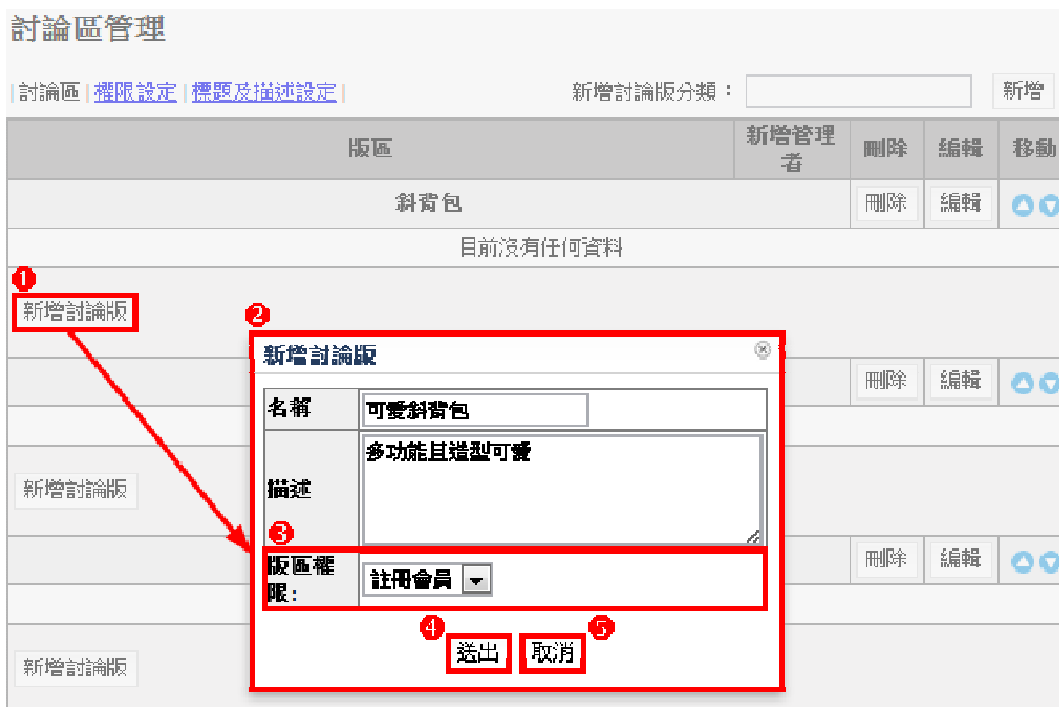 討論區管理
|討論區|權限設定|標題及描述設定| 新增討論版分類： 新增
版區 新增管理者 刪除 編輯 移動
斜背包 刪除 編輯
目前沒有任何資料
1
新增討論版
2
新增討論版
刪除 編輯
名稱 可愛斜背包
描述 多功能且造型可愛
新增討論版
3
版區權限: 註冊會員
刪除 編輯
4 送出 5 取消
新增討論版